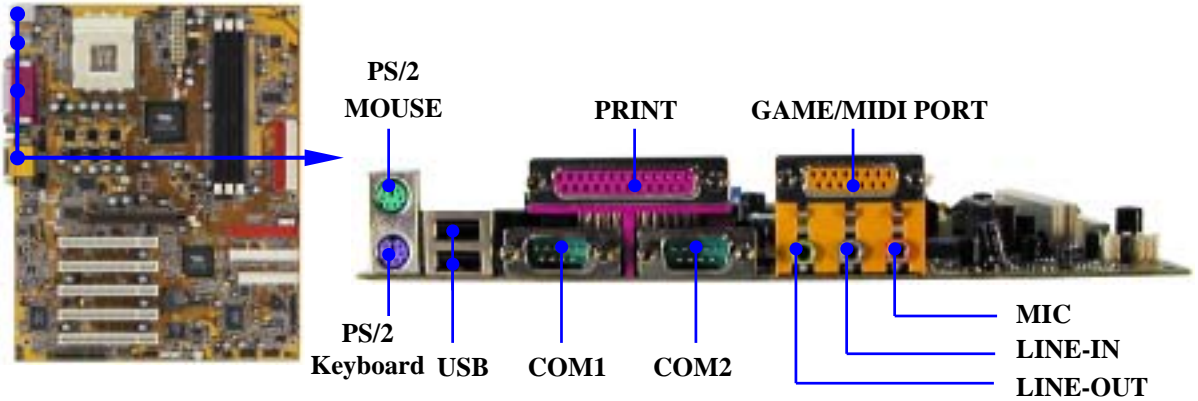 PS/2
MOUSE
PRINT
GAME/MIDI PORT
PS/2
Keyboard
USB
COM1
COM2
MIC
LINE-IN
LINE-OUT